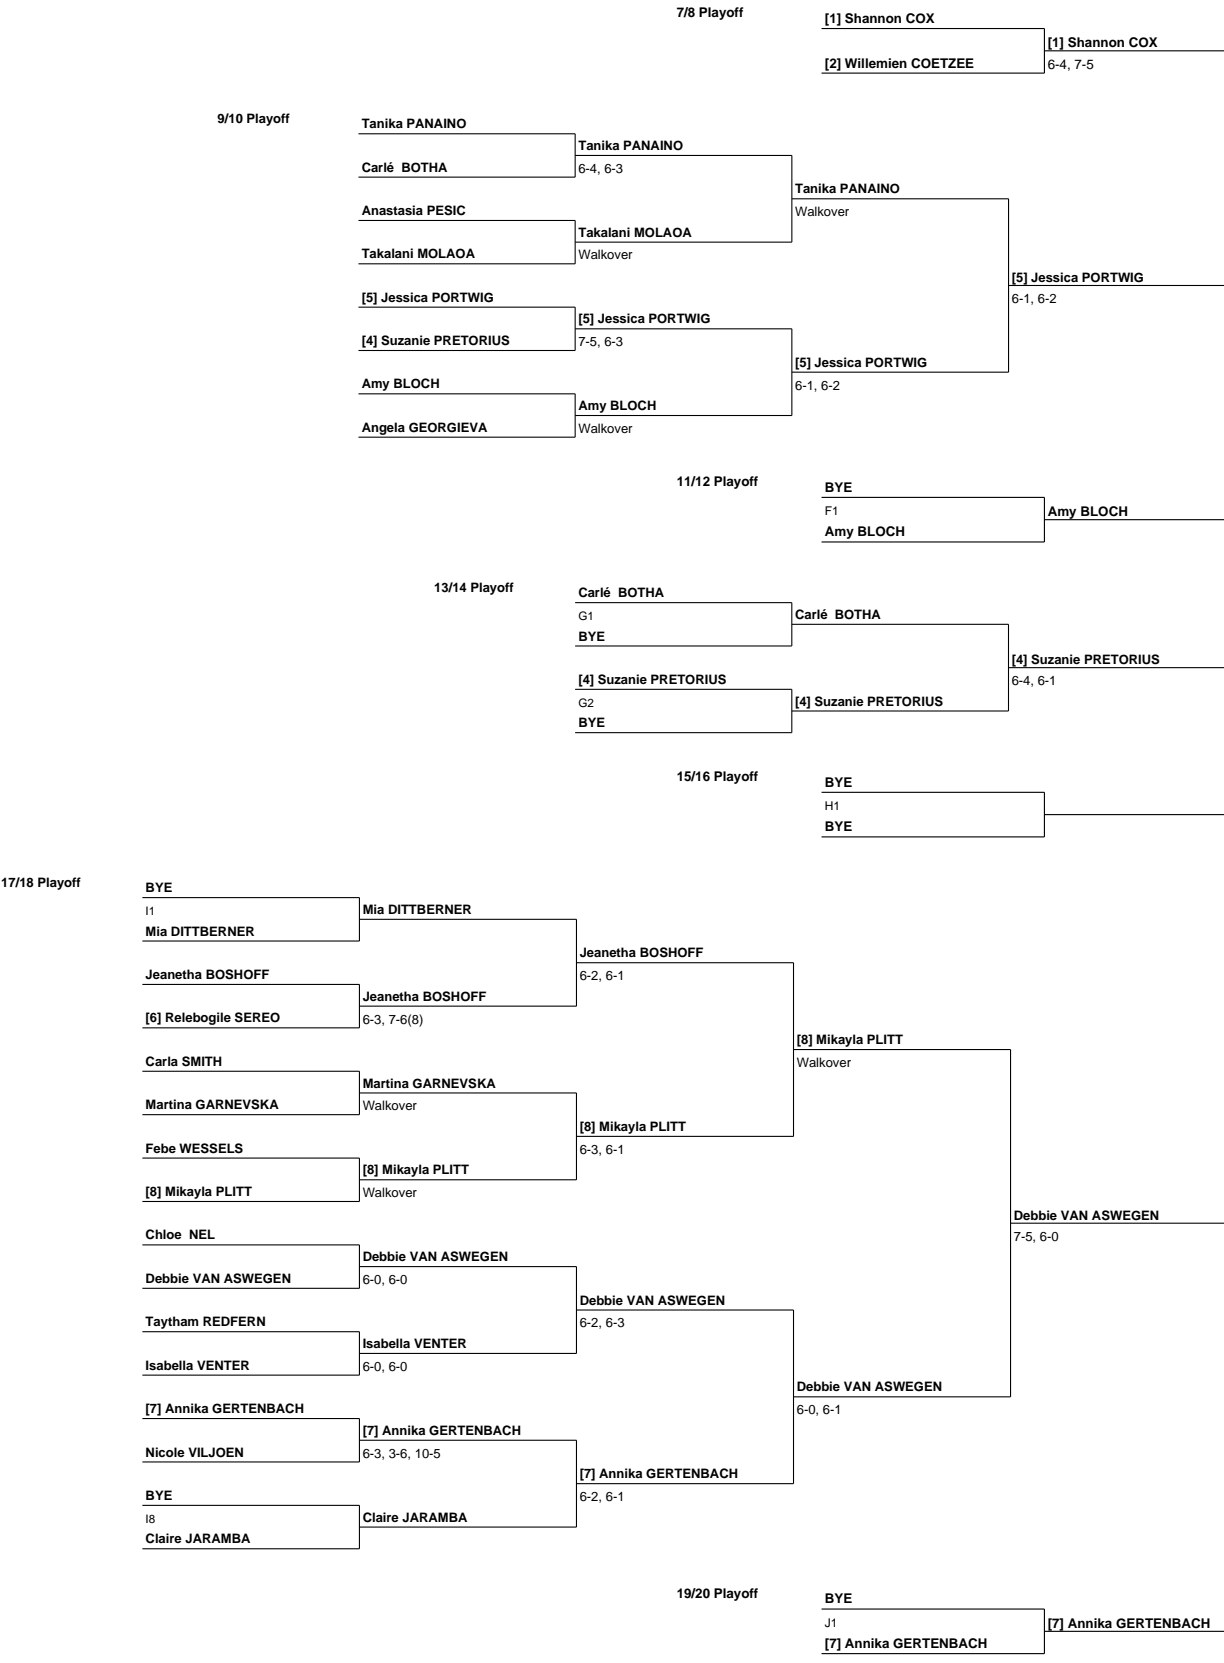 7/8 Playoff
[1] Shannon COX
[1] Shannon COX
[2] Willemien COETZEE
6-4, 7-5
9/10 Playoff
Tanika PANAINO
Tanika PANAINO
Carlé  BOTHA
6-4, 6-3
Tanika PANAINO
Anastasia PESIC
Walkover
Takalani MOLAOA
Takalani MOLAOA
Walkover
[5] Jessica PORTWIG
[5] Jessica PORTWIG
6-1, 6-2
[5] Jessica PORTWIG
[4] Suzanie PRETORIUS
7-5, 6-3
[5] Jessica PORTWIG
Amy BLOCH
6-1, 6-2
Amy BLOCH
Angela GEORGIEVA
Walkover
11/12 Playoff
BYE
F1
Amy BLOCH
Amy BLOCH
13/14 Playoff
Carlé  BOTHA
G1
Carlé  BOTHA
BYE
[4] Suzanie PRETORIUS
[4] Suzanie PRETORIUS
6-4, 6-1
G2
[4] Suzanie PRETORIUS
BYE
15/16 Playoff
BYE
H1
BYE
17/18 Playoff
BYE
I1
Mia DITTBERNER
Mia DITTBERNER
Jeanetha BOSHOFF
Jeanetha BOSHOFF
6-2, 6-1
Jeanetha BOSHOFF
[6] Relebogile SEREO
6-3, 7-6(8)
[8] Mikayla PLITT
Carla SMITH
Walkover
Martina GARNEVSKA
Martina GARNEVSKA
Walkover
[8] Mikayla PLITT
Febe WESSELS
6-3, 6-1
[8] Mikayla PLITT
[8] Mikayla PLITT
Walkover
Debbie VAN ASWEGEN
Chloe  NEL
7-5, 6-0
Debbie VAN ASWEGEN
Debbie VAN ASWEGEN
6-0, 6-0
Debbie VAN ASWEGEN
Taytham REDFERN
6-2, 6-3
Isabella VENTER
Isabella VENTER
6-0, 6-0
Debbie VAN ASWEGEN
[7] Annika GERTENBACH
6-0, 6-1
[7] Annika GERTENBACH
Nicole VILJOEN
6-3, 3-6, 10-5
[7] Annika GERTENBACH
BYE
6-2, 6-1
I8
Claire JARAMBA
Claire JARAMBA
19/20 Playoff
BYE
J1
[7] Annika GERTENBACH
[7] Annika GERTENBACH